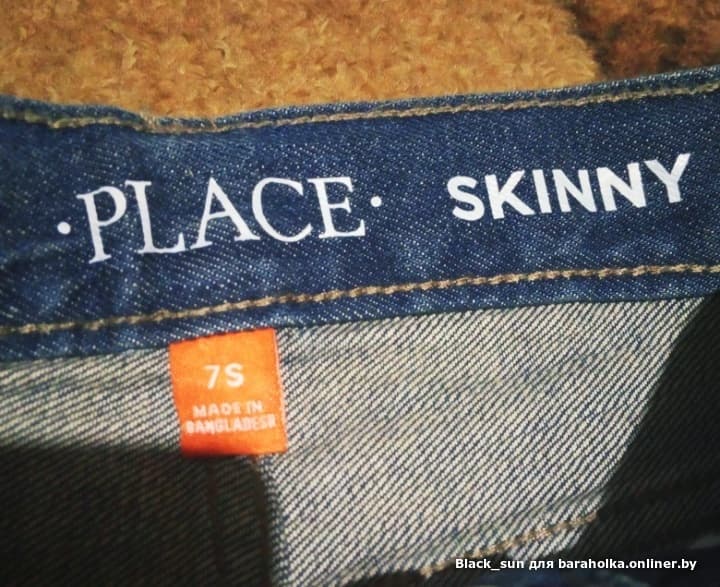 ·PLACE· SKINNY
7S
MADE IN
BANGLADESH
Black_sun для baraholka.onliner.by